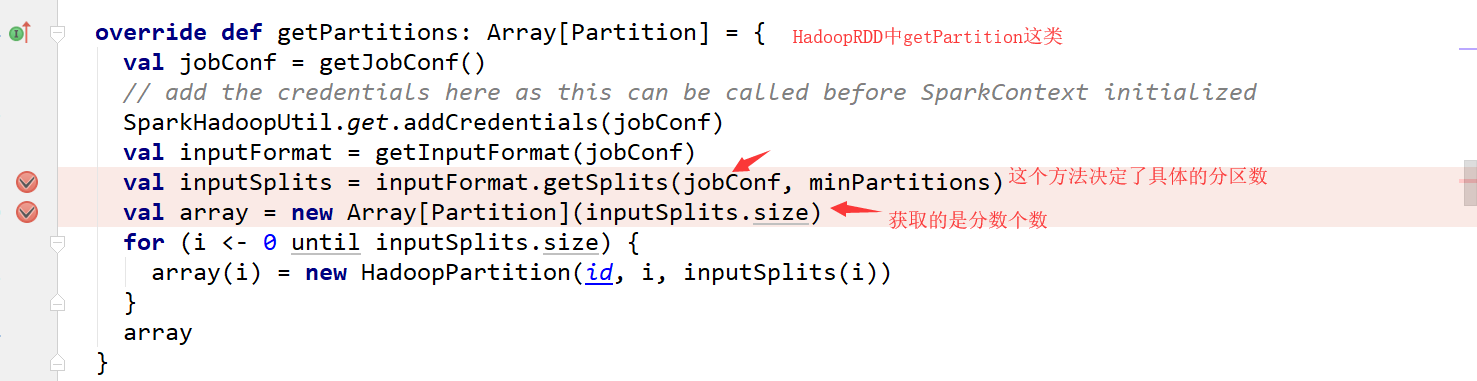 override def getPartitions: Array[Partition] = { HadoopRDD中getPartition这类
val jobConf = getJobConf()
// add the credentials here as this can be called before SparkContext initialized
SparkHadoopUtil.get.addCredentials(jobConf)
val inputFormat = getInputFormat(jobConf)
val inputSplits = inputFormat.getSplits(jobConf, minPartitions) 这个方法决定了具体的分区数
val array = new Array[Partition](inputSplits.size) 获取的是分数个数
for (i <- 0 until inputSplits.size) {
array(i) = new HadoopPartition(id, i, inputSplits(i))
}
array
}